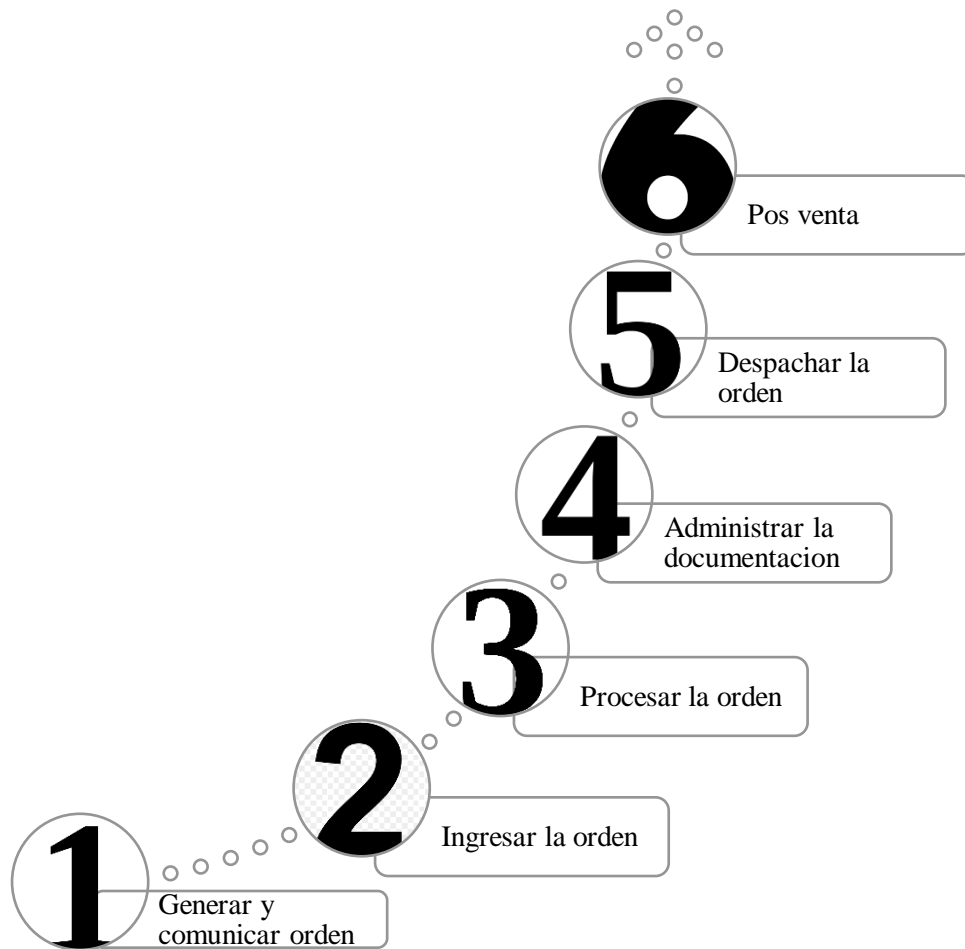 6
Pos venta
5
Despachar la
orden
4
Administrar la
documentacion
3
Procesar la orden
2
Ingresar la orden
1
Generar y
comunicar orden